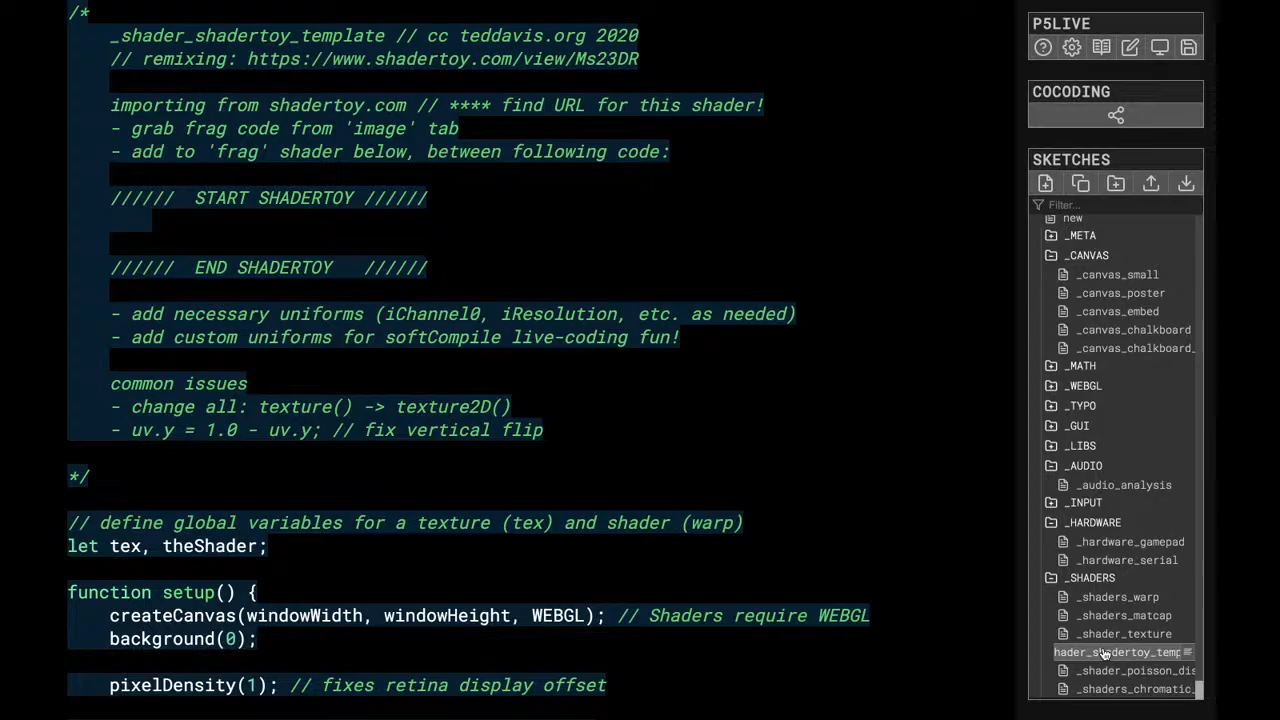 /*
_shader_shadertoy_template // cc teddavis.org 2020
// remixing: https://www.shadertoy.com/view/Ms23DR
importing from shadertoy.com // **** find URL for this shader!
- grab frag code from 'image' tab
- add to 'frag' shader below, between following code:
////// START SHADERTOY //////
////// END SHADERTOY //////
- add necessary uniforms (iChannel0, iResolution, etc. as needed)
- add custom uniforms for softCompile live-coding fun!
common issues
- change all: texture() -> texture2D()
- uv.y = 1.0 - uv.y; // fix vertical flip
*/
// define global variables for a texture (tex) and shader (warp)
let tex, theShader;
function setup() {
createCanvas(windowWidth, windowHeight, WEBGL); // Shaders require WEBGL
background(0);
pixelDensity(1); // fixes retina display offset
P5LIVE
COCODING
SKETCHES
Filter...
new
_META
_CANVAS
_canvas_small
_canvas_poster
_canvas_embed
_canvas_chalkboard
_canvas_chalkboard_
_MATH
_WEBGL
_TYPO
_GUI
_LIBS
_AUDIO
_audio_analysis
_INPUT
_HARDWARE
_hardware_gamepad
_hardware_serial
_SHADERS
_shaders_warp
_shaders_matcap
_shader_texture
hader_shadertoy_temp
_shader_poisson_dis
_shaders_chromatic_